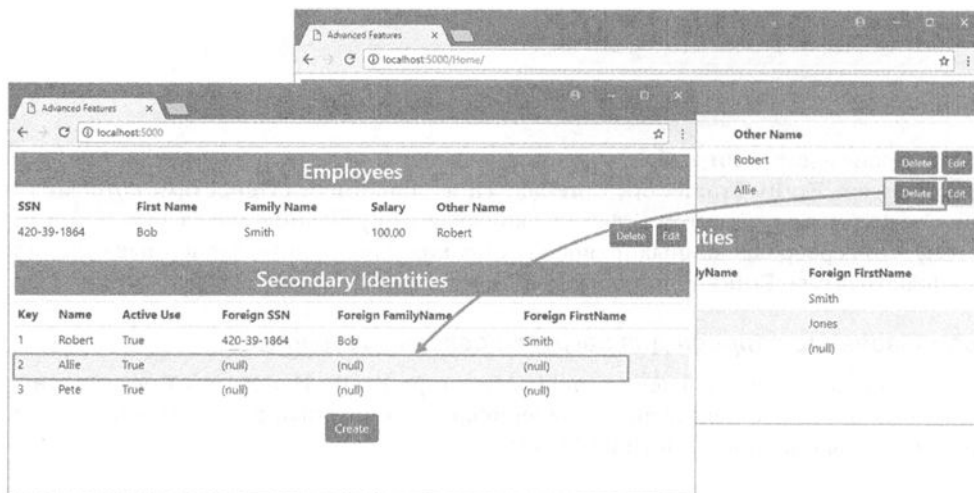 Advanced Features
localhost:5000/Home/
Advanced Features
localhost:5000
Employees
SSN First Name Family Name Salary Other Name
420-39-1864 Bob Smith 100.00 Robert Delete Edit
Secondary Identities
Key Name Active Use Foreign SSN Foreign FamilyName Foreign FirstName
1 Robert True 420-39-1864 Bob Smith
2 Allie True (null) (null) (null)
3 Pete True (null) (null) (null)
Create
Other Name
Robert Delete Edit
Allie Delete Edit
ities
lyName Foreign FirstName
Smith
Jones
(null)